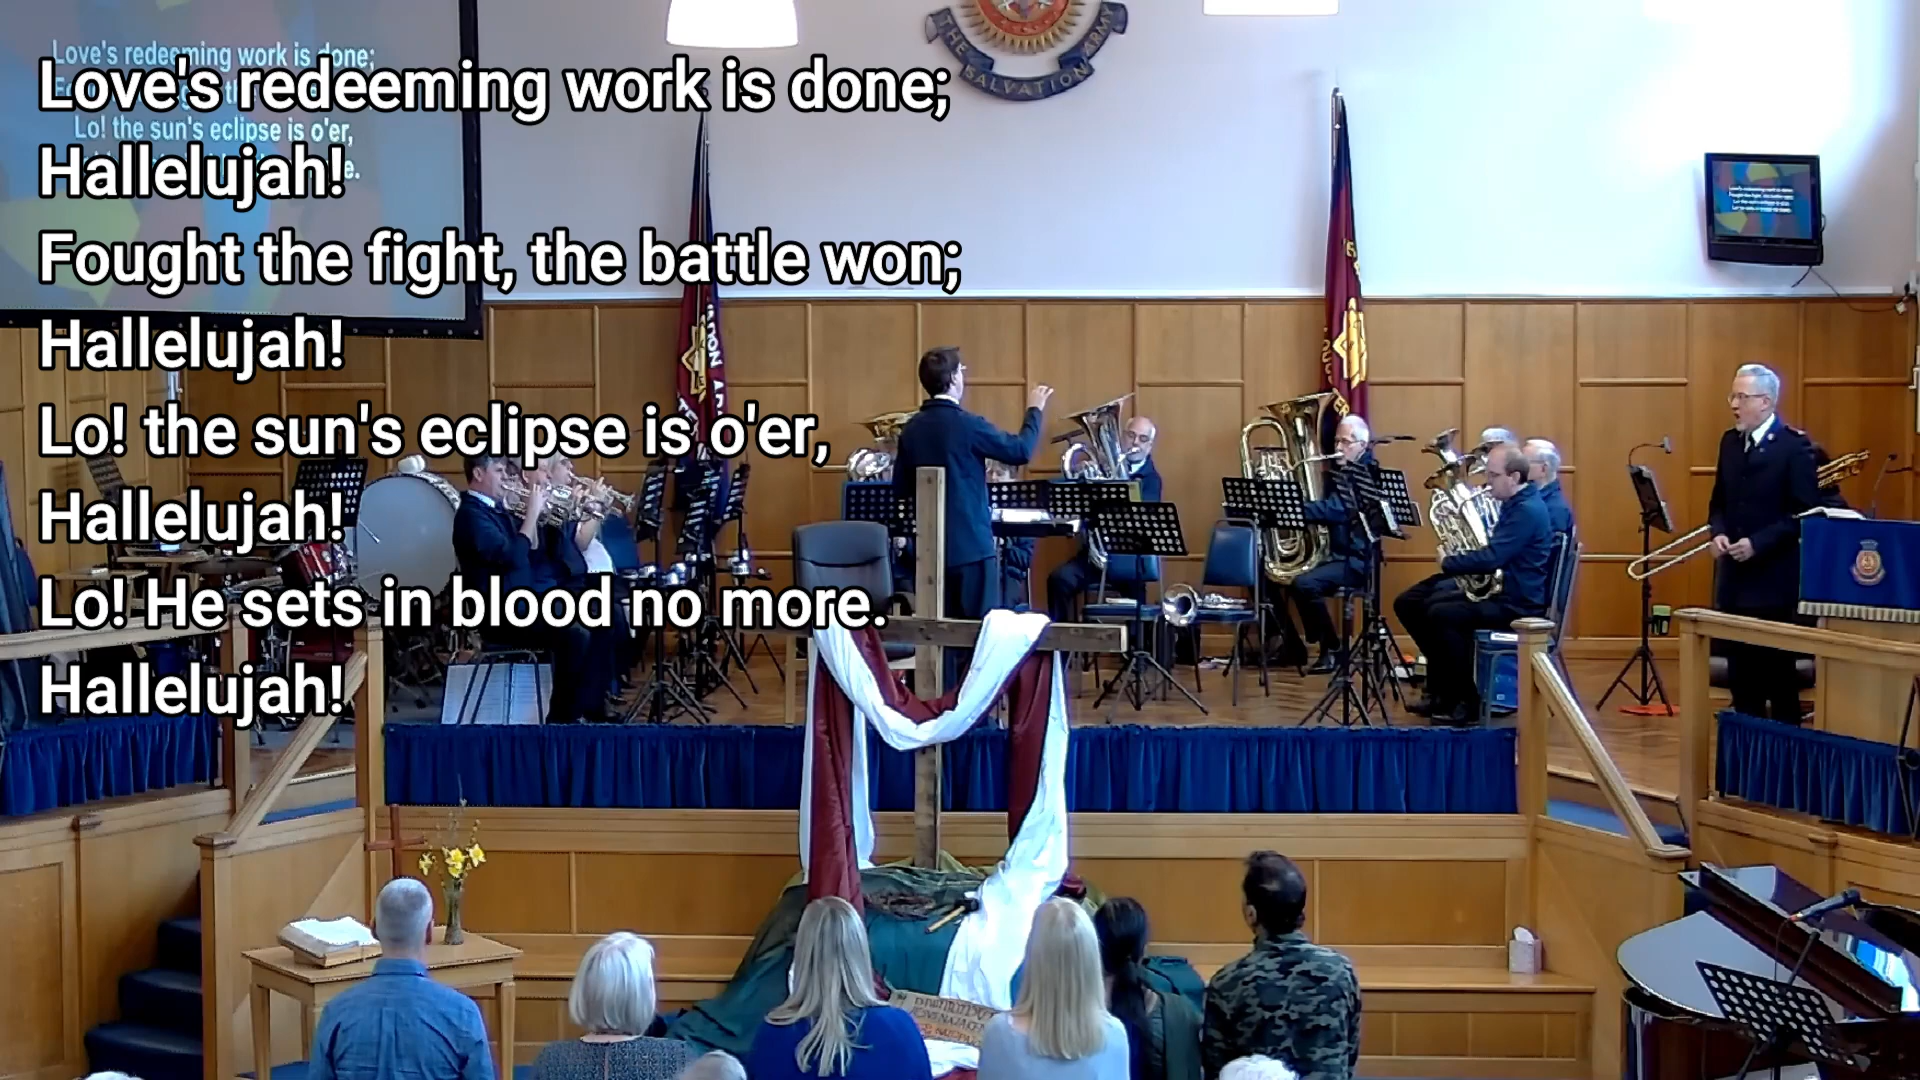 Love's redeeming work is done;
Hallelujah!
Fought the fight, the battle won;
Hallelujah!
Lo! the sun's eclipse is o'er,
Hallelujah!
Lo! He sets in blood no more.
Hallelujah!
Love's redeeming work is done;
Lo! the sun's eclipse is o'er,
THE SALVATION ARMY